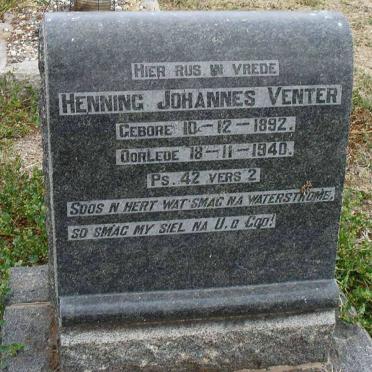 HIER RUS IN VREDE
HENNING JOHANNES VENTER
GEBORE 10-12-1892.
OORLEDE 18-11-1940.
PS. 42 VERS 2
SOOS N HERT WAT SMAG NA WATERSTROME,
SO SMAG MY SIEL NA U. O GOD!